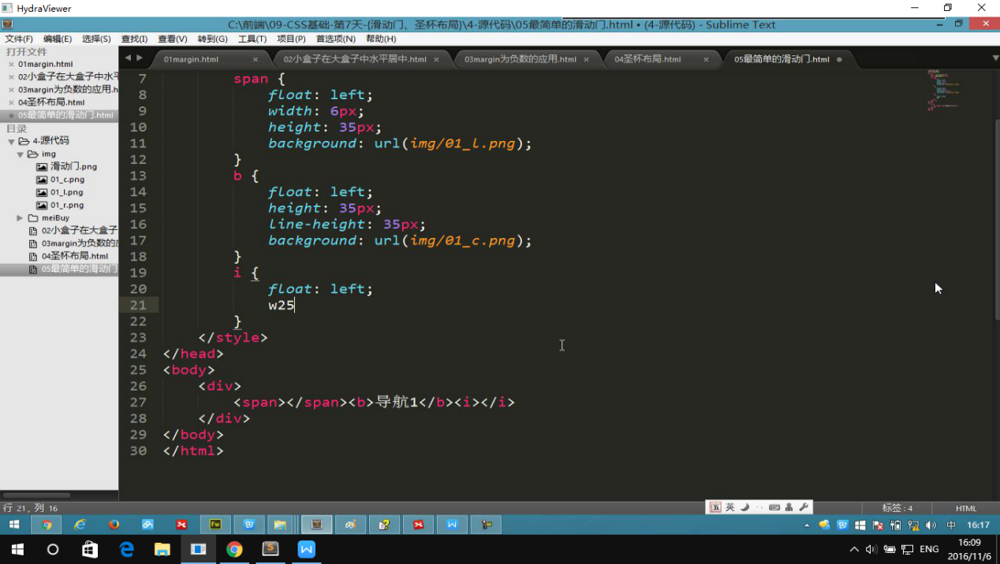 HydraViewer
C:\前端\09-CSS基础-第7天-(滑动门、圣杯布局)\4-源代码\05最简单的滑动门.html • (4-源代码) - Sublime Text
文件(F) 编辑(E) 选择(S) 查找(I) 查看(V) 转到(G) 工具(T) 项目(P) 首选项(N) 帮助(H)
打开文件
01margin.html
02小盒子在大盒子中水平
03margin为负数的应用.h
04圣杯布局.html
05最简单的滑动门.html
目录
4-源代码
img
滑动门.png
01_c.png
01_l.png
01_r.png
meiBuy
02小盒子在大盒子
03margin为负数的应
04圣杯布局.html
05最简单的滑动门
01margin.html 02小盒子在大盒子中水平居中.html 03margin为负数的应用.html 04圣杯布局.html 05最简单的滑动门.html
7 span {
8 float: left;
9 width: 6px;
10 height: 35px;
11 background: url(img/01_l.png);
12 }
13 b {
14 float: left;
15 height: 35px;
16 line-height: 35px;
17 background: url(img/01_c.png);
18 }
19 i {
20 float: left;
21 w25
22 }
23 </style>
24 </head>
25 <body>
26 <div>
27 <span></span><b>导航1</b><i></i>
28 </div>
29 </body>
30 </html>
行 21, 列 16
五 英
标签: 4 HTML
Fw
中 16:17
ENG
16:09
2016/11/6